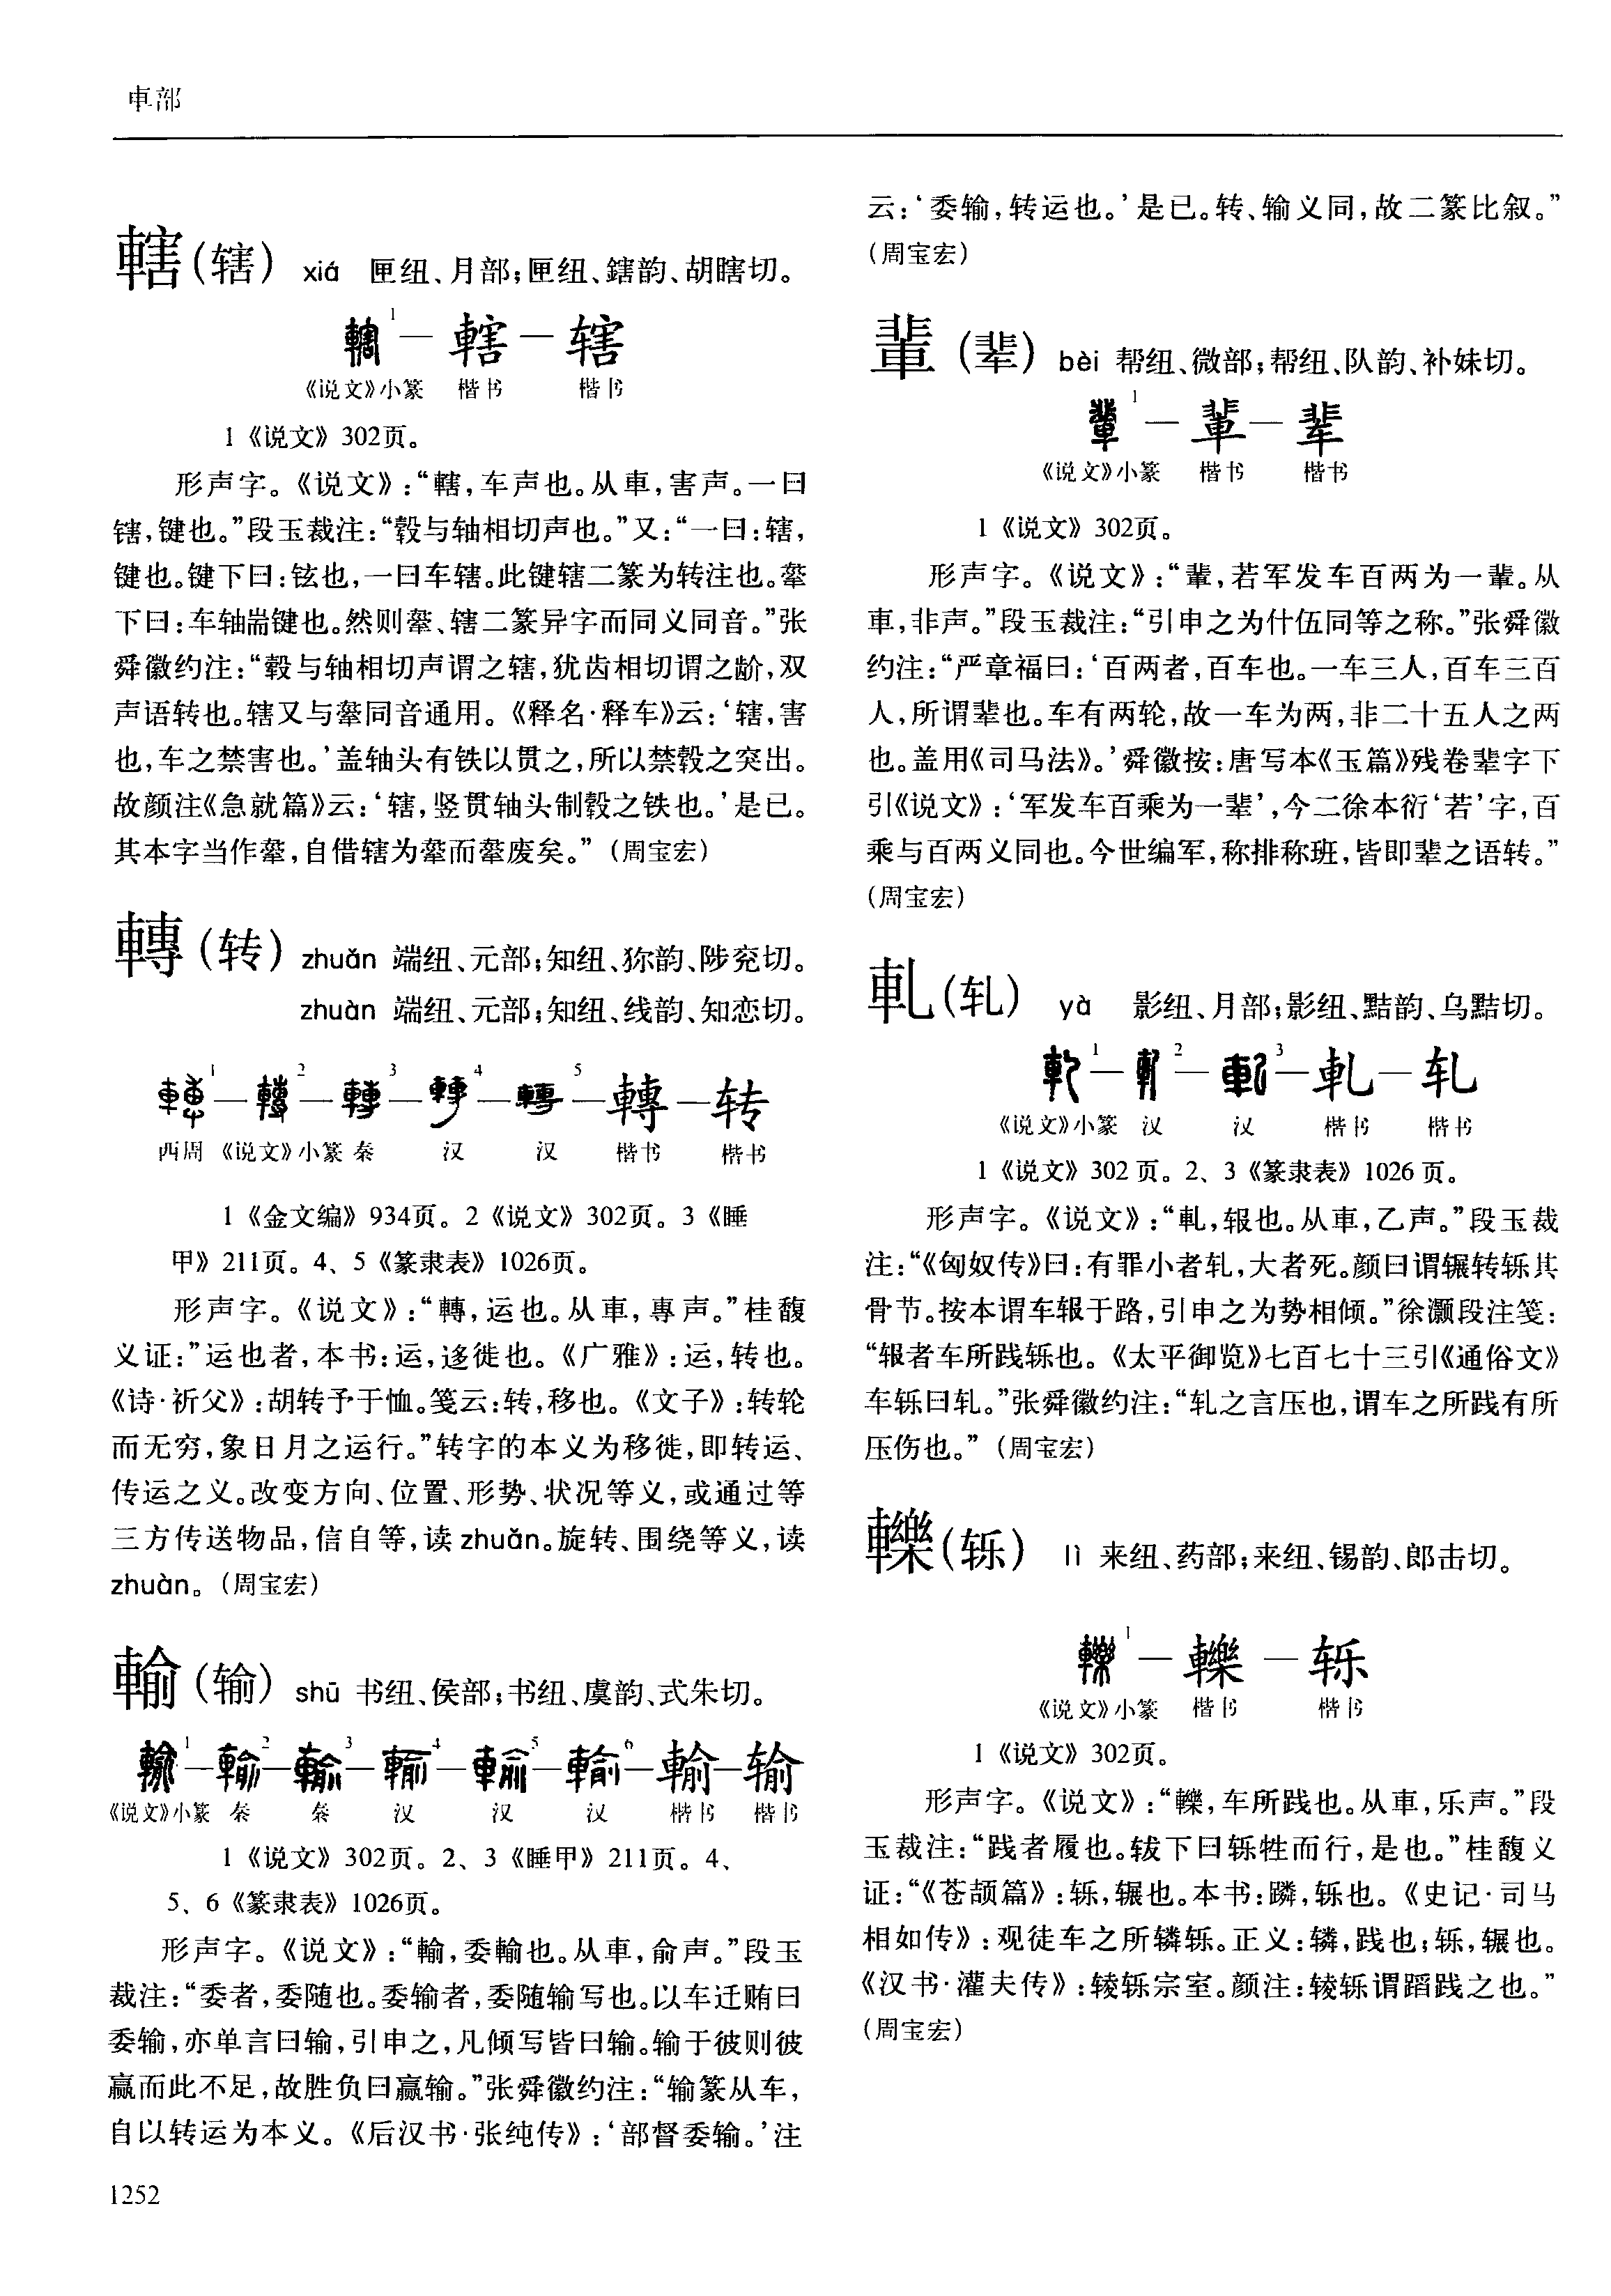 車部
轄(辖) xiá 匣纽、月部;匣纽、鎋韵、胡瞎切。
轄1—轄—辖
《说文》小篆 楷书 楷书
1《说文》302页。
形声字。《说文》:“轄,车声也。从車,害声。一曰
辖,键也。”段玉裁注:“毂与轴相切声也。”又:“一曰:辖,
键也。键下曰:铉也,一曰车辖。此键辖二篆为转注也。舝
下曰:车轴耑键也。然则舝、辖二篆异字而同义同音。”张
舜徽约注:“毂与轴相切声谓之辖,犹齿相切谓之龂,双
声语转也。辖又与舝同音通用。《释名·释车》云:‘辖,害
也,车之禁害也。’盖轴头有铁以贯之,所以禁毂之突出。
故颜注《急就篇》云:‘辖,竖贯轴头制毂之铁也。’是已。
其本字当作舝,自借辖为舝而舝废矣。”(周宝宏)
轉(转) zhuǎn 端纽、元部;知纽、狝韵、陟兖切。
zhuàn 端纽、元部;知纽、线韵、知恋切。
轉1—轉2—轉3—轉4—轉5—轉—转
西周 《说文》小篆 秦 汉 汉 楷书 楷书
1《金文编》934页。2《说文》302页。3《睡
甲》211页。4、5《篆隶表》1026页。
形声字。《说文》:“轉,运也。从車,專声。”桂馥
义证:”运也者,本书:运,迻徙也。《广雅》:运,转也。
《诗·祈父》:胡转予于恤。笺云:转,移也。《文子》:转轮
而无穷,象日月之运行。”转字的本义为移徙,即转运、
传运之义。改变方向、位置、形势、状况等义,或通过等
三方传送物品,信自等,读zhuǎn。旋转、围绕等义,读
zhuàn。(周宝宏)
輸(输) shū 书纽、侯部;书纽、虞韵、式朱切。
輸1—輸2—輸3—輸4—輸5—輸6—輸—输
《说文》小篆 秦 秦 汉 汉 汉 楷书 楷书
1《说文》302页。2、3《睡甲》211页。4、
5、6《篆隶表》1026页。
形声字。《说文》:“輸,委輸也。从車,俞声。”段玉
裁注:“委者,委随也。委输者,委随输写也。以车迁贿曰
委输,亦单言曰输,引申之,凡倾写皆曰输。输于彼则彼
赢而此不足,故胜负曰赢输。”张舜徽约注:“输篆从车,
自以转运为本义。《后汉书·张纯传》:‘部督委输。’注
1252
云:‘委输,转运也。’是已。转、输义同,故二篆比叙。”
(周宝宏)
輩(辈) bèi 帮纽、微部;帮纽、队韵、补妹切。
輩1—輩—辈
《说文》小篆 楷书 楷书
1《说文》302页。
形声字。《说文》:“輩,若军发车百两为一輩。从
車,非声。”段玉裁注:“引申之为什伍同等之称。”张舜徽
约注:“严章福曰:‘百两者,百车也。一车三人,百车三百
人,所谓辈也。车有两轮,故一车为两,非二十五人之两
也。盖用《司马法》。’舜徽按:唐写本《玉篇》残卷辈字下
引《说文》:‘军发车百乘为一辈’,今二徐本衍‘若’字,百
乘与百两义同也。今世编军,称排称班,皆即辈之语转。”
(周宝宏)
軋(轧) yà 影纽、月部;影纽、黠韵、乌黠切。
軋1—軋2—軋3—軋—轧
《说文》小篆 汉 汉 楷书 楷书
1《说文》302页。2、3《篆隶表》1026页。
形声字。《说文》:“軋,报也。从車,乙声。”段玉裁
注:“《匈奴传》曰:有罪小者轧,大者死。颜曰谓辗转轹其
骨节。按本谓车报于路,引申之为势相倾。”徐灏段注笺:
“报者车所践轹也。《太平御览》七百七十三引《通俗文》
车轹曰轧。”张舜徽约注:“轧之言压也,谓车之所践有所
压伤也。”(周宝宏)
轢(轹) lì 来纽、药部;来纽、锡韵、郎击切。
轢1—轢—轹
《说文》小篆 楷书 楷书
1《说文》302页。
形声字。《说文》:“轢,车所践也。从車,乐声。”段
玉裁注:“践者履也。軷下曰轹牲而行,是也。”桂馥义
证:“《苍颉篇》:轹,辗也。本书:躏,轹也。《史记·司马
相如传》:观徒车之所辚轹。正义:辚,践也;轹,辗也。
《汉书·灌夫传》:𫐉轹宗室。颜注:𫐉轹谓蹈践之也。”
(周宝宏)